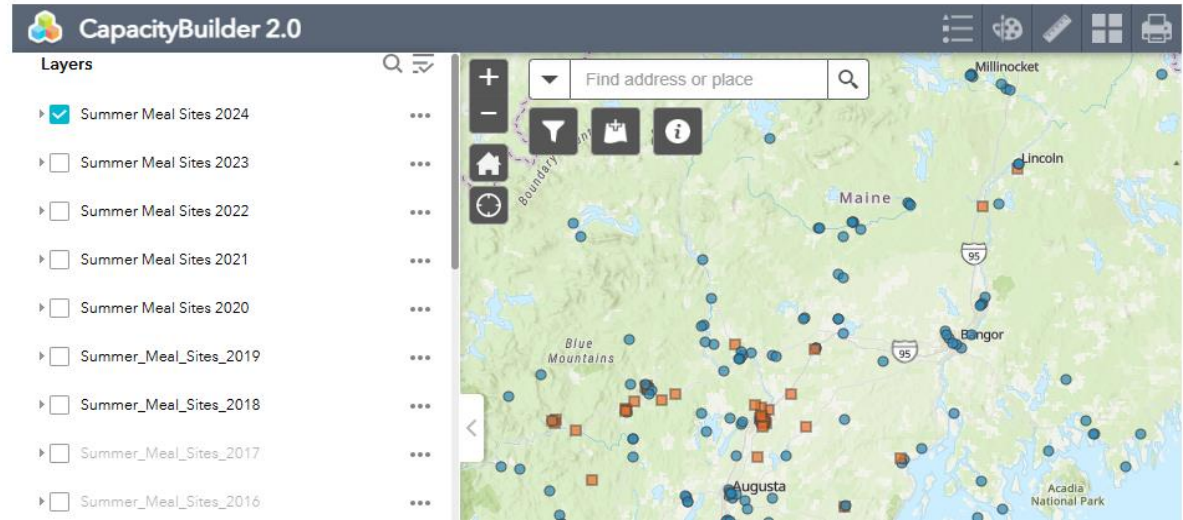 CapacityBuilder 2.0
Layers
Summer Meal Sites 2024
Summer Meal Sites 2023
Summer Meal Sites 2022
Summer Meal Sites 2021
Summer Meal Sites 2020
Summer_Meal_Sites_2019
Summer_Meal_Sites_2018
Summer_Meal_Sites_2017
Summer_Meal_Sites_2016
Find address or place
Millinocket
Lincoln
Maine
95
Bangor
95
Blue
Mountains
Augusta
Acadia
National Park